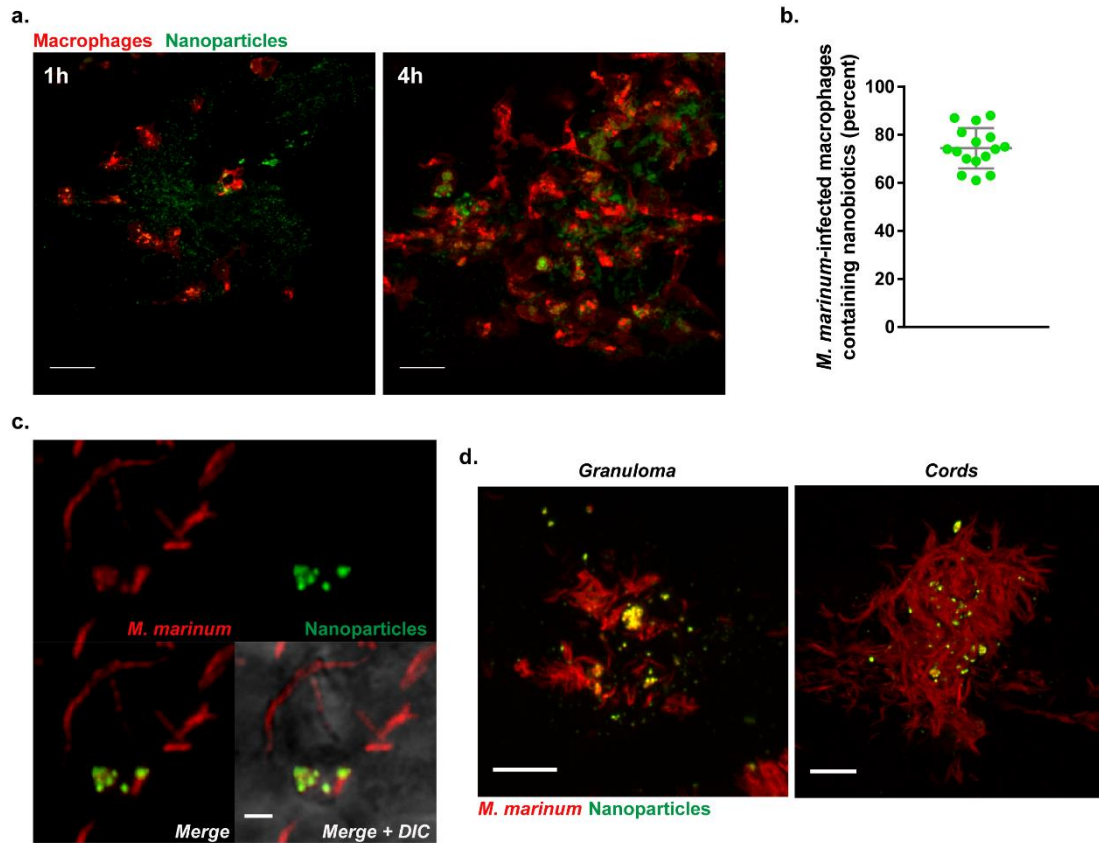 a.
Macrophages Nanoparticles
1h
4h
b.
M. marinum-infected macrophages
containing nanobiotics (percent)
100
80
60
40
20
0
c.
M. marinum
Nanoparticles
Merge
Merge + DIC
d.
Granuloma
Cords
M. marinum Nanoparticles